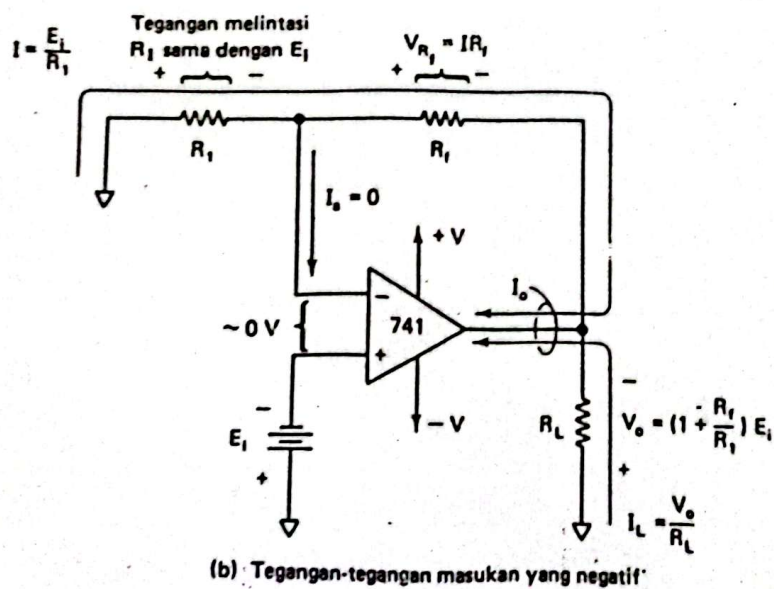 I = Ei/R1
Tegangan melintasi
R1 sama dengan Ei
+ −
VRf = IRf
+ −
R1
Rf
Is = 0
+V
Io
−
741
+
~0 V
−V
−
Ei
+
RL
−
Vo = (1 + Rf/R1) Ei
+
IL = Vo/RL
(b) Tegangan-tegangan masukan yang negatif